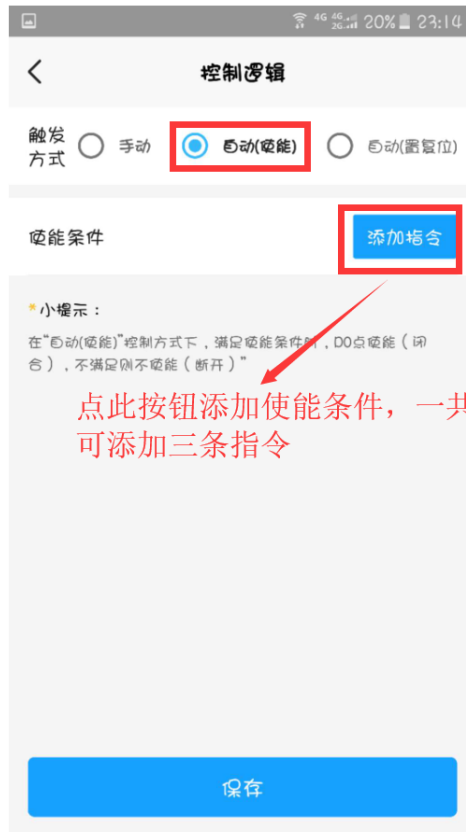 4G 4G 2G 20% 23:14
控制逻辑
触发方式 手动 自动(使能) 自动(置复位)
使能条件 添加指令
*小提示：
在“自动(使能)”控制方式下，满足使能条件时，DO点使能（闭
合），不满足则不使能（断开）”
点此按钮添加使能条件，一共
可添加三条指令
保存